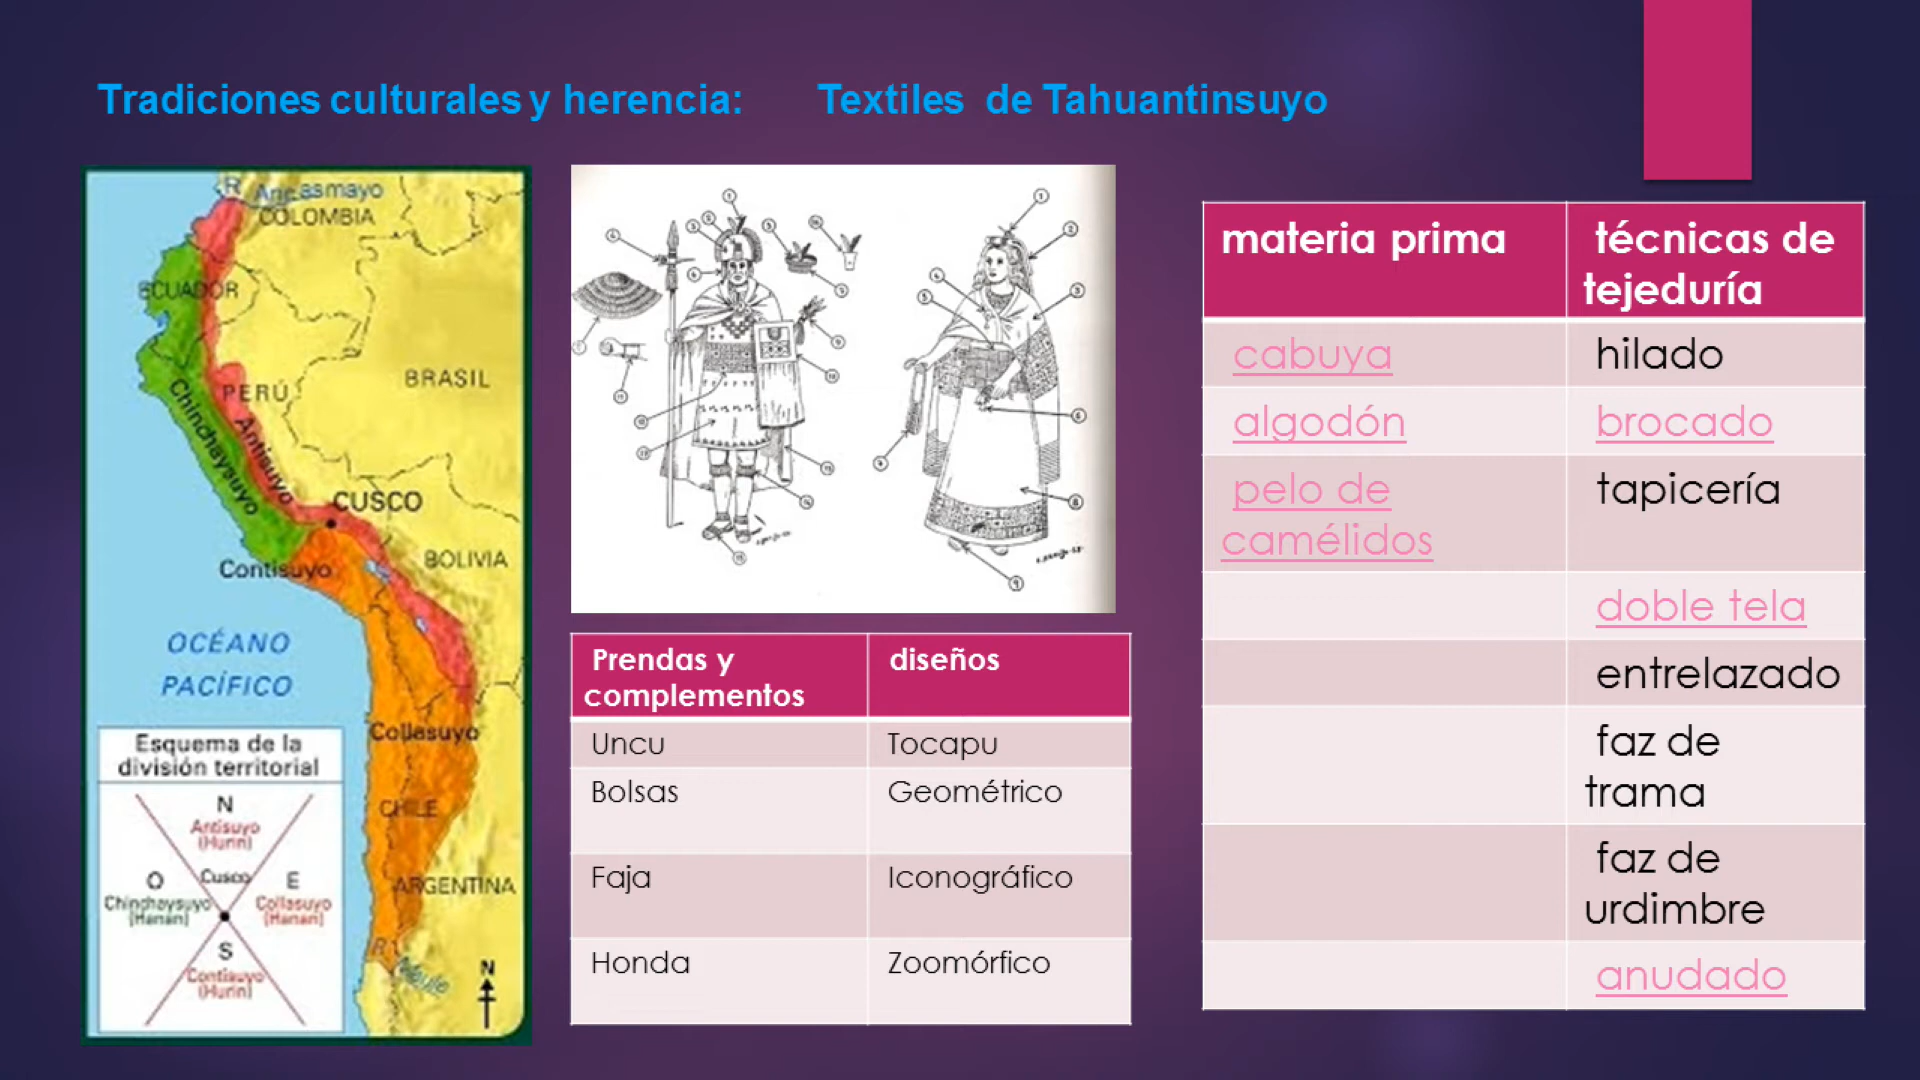 Tradiciones culturales y herencia: Textiles de Tahuantinsuyo
R Ancasmayo
COLOMBIA
ECUADOR
PERÚ
BRASIL
Chinchaysuyo
Antisuyo
CUSCO
BOLIVIA
Contisuyo
OCÉANO
PACÍFICO
Collasuyo
CHILE
ARGENTINA
R
Maule
N
Esquema de la
división territorial
N
Antisuyo
(Hurin)
Cusco
O
E
Chinchaysuyo
(Hanan)
Collasuyo
(Hanan)
S
Contisuyo
(Hurin)
Prendas y
complementos
diseños
Uncu
Tocapu
Bolsas
Geométrico
Faja
Iconográfico
Honda
Zoomórfico
materia prima
técnicas de
tejeduría
cabuya
hilado
algodón
brocado
pelo de
camélidos
tapicería
doble tela
entrelazado
faz de
trama
faz de
urdimbre
anudado